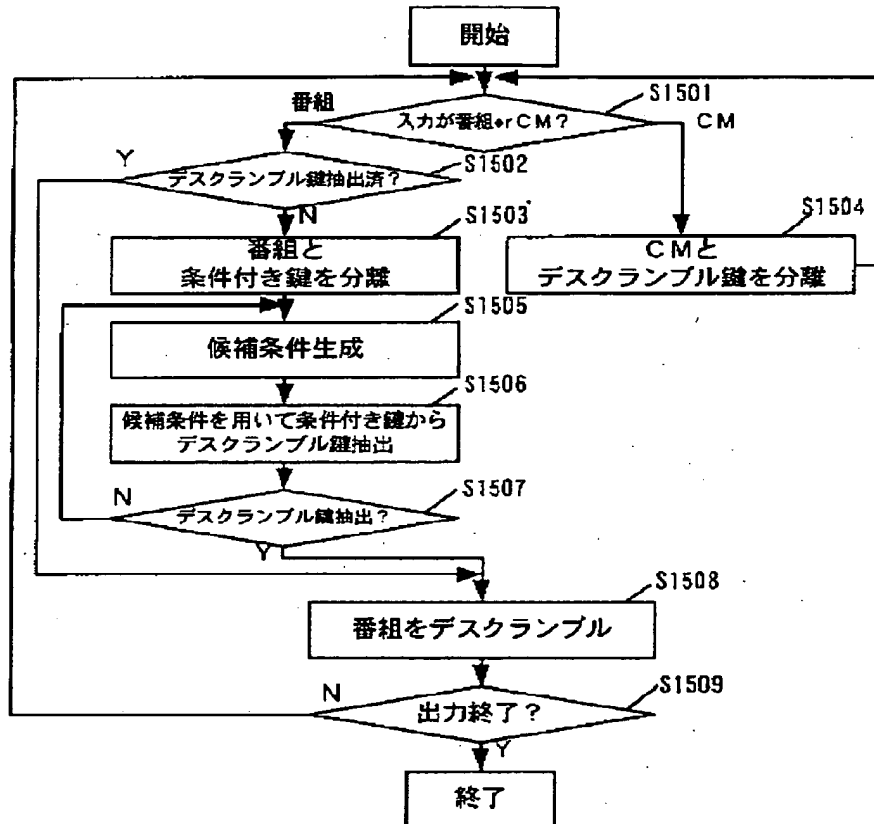 開始
番組
S1501
入力が番組orCM?
CM
Y
S1502
デスクランブル鍵抽出済?
N
S1503
S1504
番組と
条件付き鍵を分離
CMと
デスクランブル鍵を分離
S1505
候補条件生成
S1506
候補条件を用いて条件付き鍵から
デスクランブル鍵抽出
N
S1507
デスクランブル鍵抽出?
Y
S1508
番組をデスクランブル
N
S1509
出力終了?
Y
終了